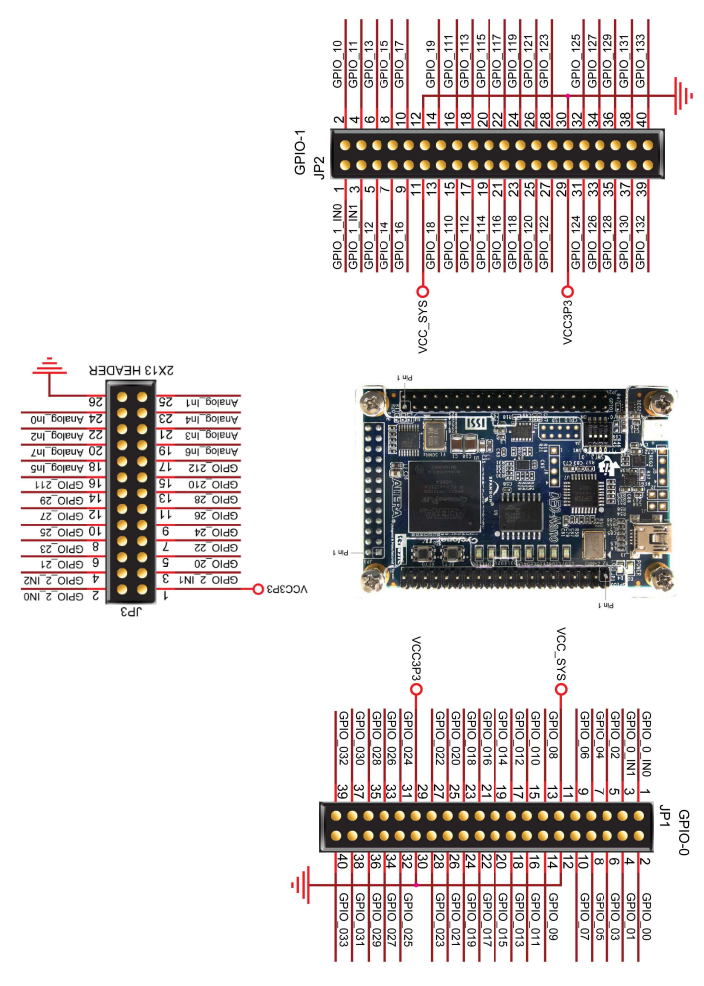 GPIO-1
JP2
GPIO_10
GPIO_11
GPIO_13
GPIO_15
GPIO_17
GPIO_19
GPIO_111
GPIO_113
GPIO_115
GPIO_117
GPIO_119
GPIO_121
GPIO_123
GPIO_125
GPIO_127
GPIO_129
GPIO_131
GPIO_133
2 4 6 8 10 12 14 16 18 20 22 24 26 28 30 32 34 36 38 40
1 3 5 7 9 11 13 15 17 19 21 23 25 27 29 31 33 35 37 39
GPIO_1_IN0
GPIO_1_IN1
GPIO_12
GPIO_14
GPIO_16
GPIO_18
GPIO_110
GPIO_112
GPIO_114
GPIO_116
GPIO_118
GPIO_120
GPIO_122
GPIO_124
GPIO_126
GPIO_128
GPIO_130
GPIO_132
VCC_SYS
VCC3P3
2X13 HEADER
26 25 Analog_In1
Analog_In0 24 23 Analog_In4
Analog_In2 22 21 Analog_In3
Analog_In7 20 19 Analog_In6
Analog_In5 18 17 GPIO_212
GPIO_211 16 15 GPIO_210
GPIO_29 14 13 GPIO_28
GPIO_27 12 11 GPIO_26
GPIO_25 10 9 GPIO_24
GPIO_23 8 7 GPIO_22
GPIO_21 6 5 GPIO_20
GPIO_2_IN2 4 3 GPIO_2_IN1
GPIO_2_IN0 2 1 VCC3P3
JP3
Pin 1
Pin 1
Pin 1
ISSI
ALTERA
DE0-Nano
VCC3P3
VCC_SYS
GPIO_032
GPIO_030
GPIO_028
GPIO_026
GPIO_024
GPIO_022
GPIO_020
GPIO_018
GPIO_016
GPIO_014
GPIO_012
GPIO_010
GPIO_08
GPIO_06
GPIO_04
GPIO_02
GPIO_0_IN1
GPIO_0_IN0
39 37 35 33 31 29 27 25 23 21 19 17 15 13 11 9 7 5 3 1
GPIO-0
JP1
40 38 36 34 32 30 28 26 24 22 20 18 16 14 12 10 8 6 4 2
GPIO_033
GPIO_031
GPIO_029
GPIO_027
GPIO_025
GPIO_023
GPIO_021
GPIO_019
GPIO_017
GPIO_015
GPIO_013
GPIO_011
GPIO_09
GPIO_07
GPIO_05
GPIO_03
GPIO_01
GPIO_00